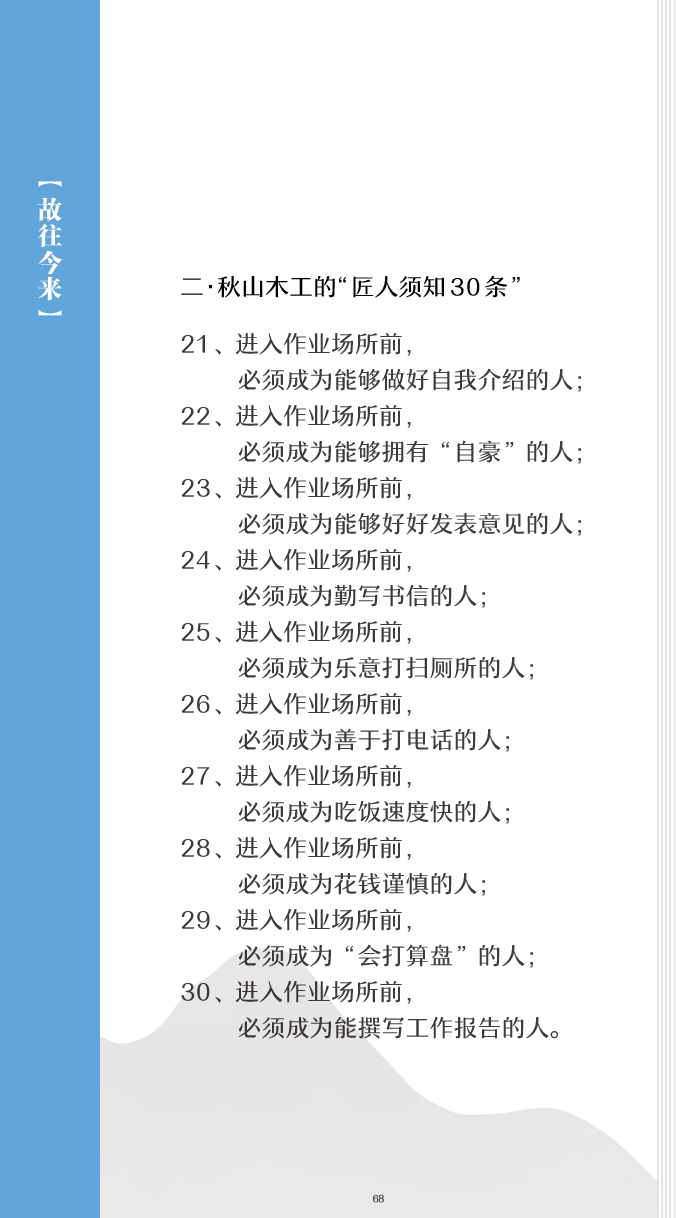 【故往今来】
二·秋山木工的“匠人须知30条”
21、进入作业场所前，
必须成为能够做好自我介绍的人；
22、进入作业场所前，
必须成为能够拥有“自豪”的人；
23、进入作业场所前，
必须成为能够好好发表意见的人；
24、进入作业场所前，
必须成为勤写书信的人；
25、进入作业场所前，
必须成为乐意打扫厕所的人；
26、进入作业场所前，
必须成为善于打电话的人；
27、进入作业场所前，
必须成为吃饭速度快的人；
28、进入作业场所前，
必须成为花钱谨慎的人；
29、进入作业场所前，
必须成为“会打算盘”的人；
30、进入作业场所前，
必须成为能撰写工作报告的人。
68